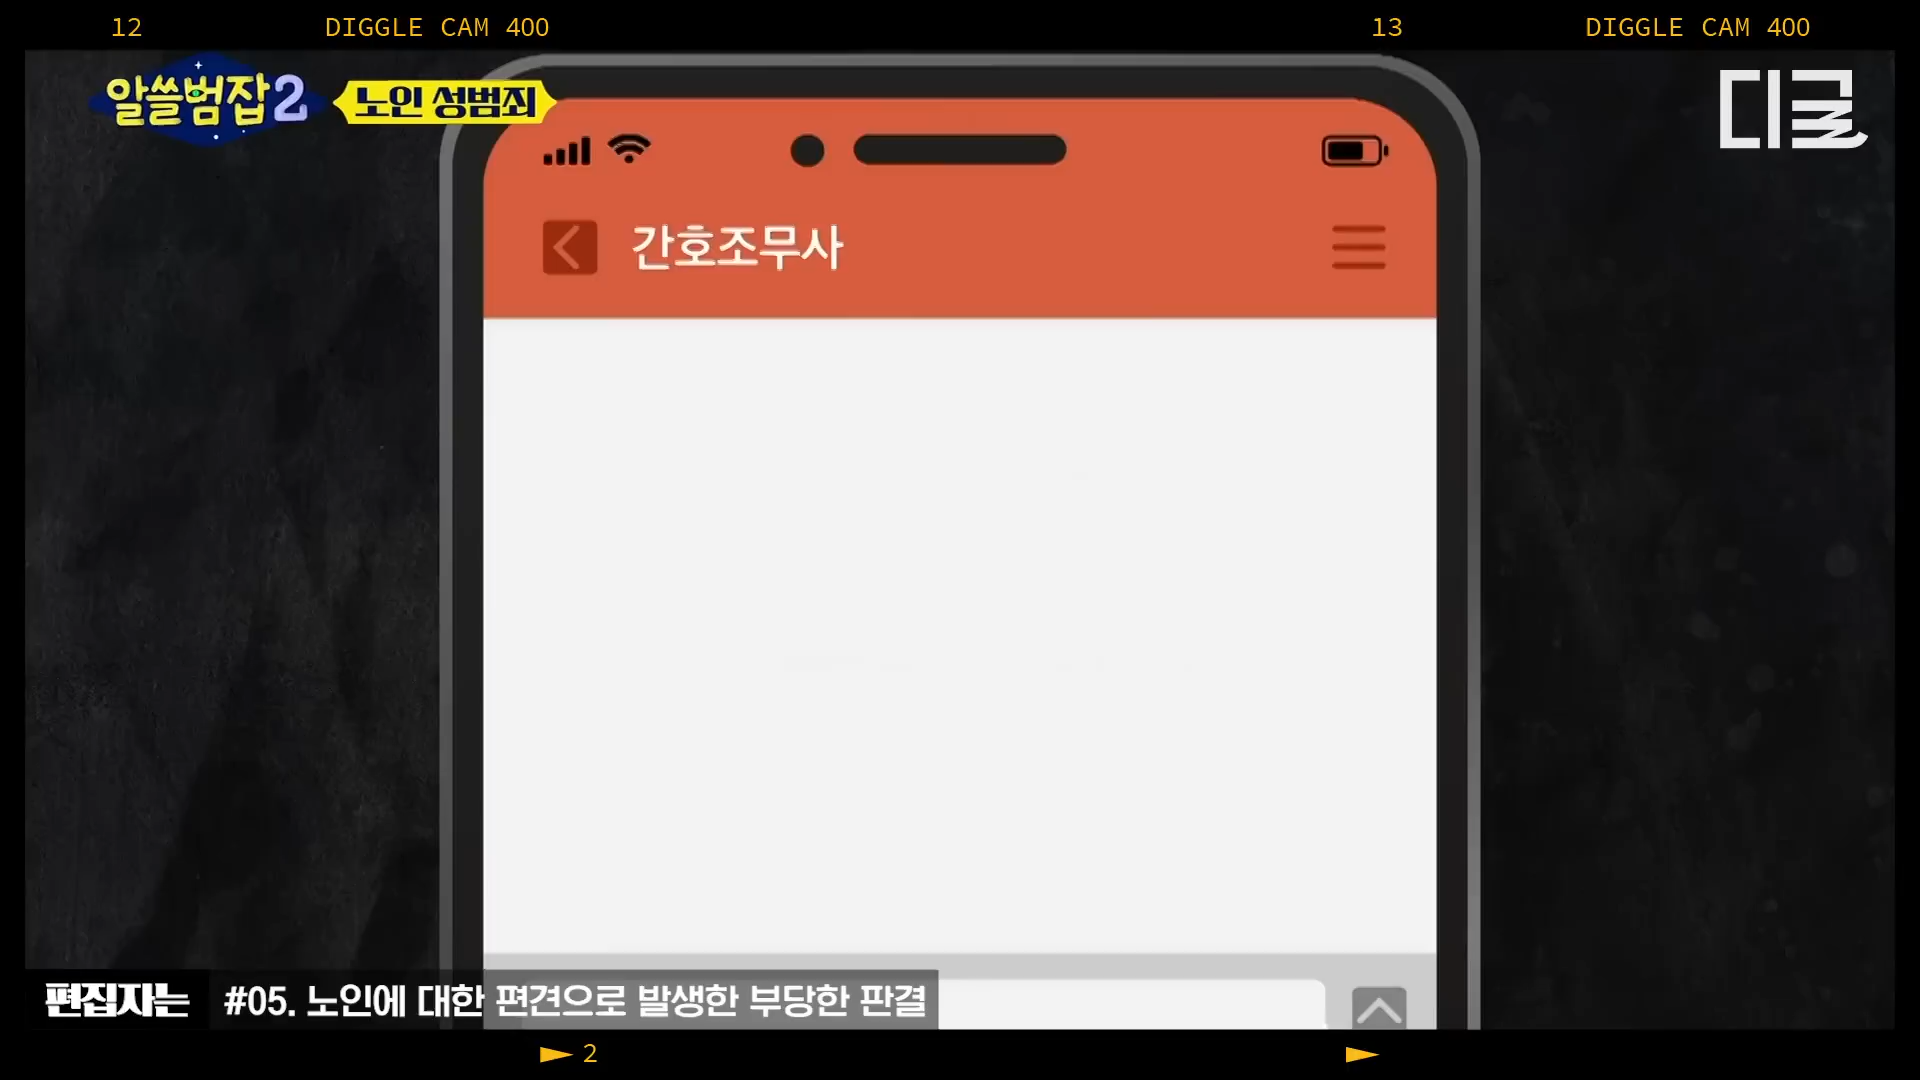 12 DIGGLE CAM 400 13 DIGGLE CAM 400
알쓸범잡2 노인 성범죄
디글
간호조무사
편집자는 #05. 노인에 대한 편견으로 발생한 부당한 판결
2